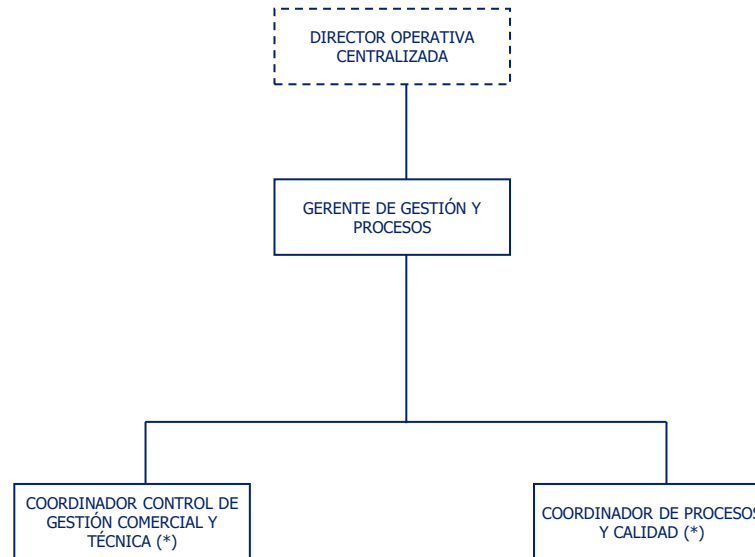 DIRECTOR OPERATIVA
CENTRALIZADA
GERENTE DE GESTIÓN Y
PROCESOS
COORDINADOR CONTROL DE
GESTIÓN COMERCIAL Y
TÉCNICA (*)
COORDINADOR DE PROCESOS
Y CALIDAD (*)